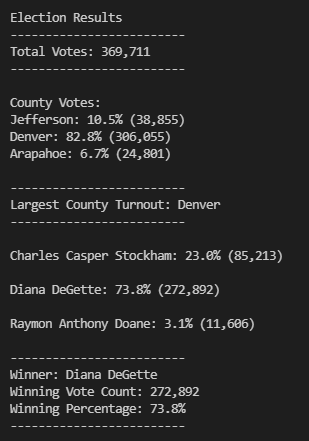 Election Results
-------------------------
Total Votes: 369,711
-------------------------
County Votes:
Jefferson: 10.5% (38,855)
Denver: 82.8% (306,055)
Arapahoe: 6.7% (24,801)
-------------------------
Largest County Turnout: Denver
-------------------------
Charles Casper Stockham: 23.0% (85,213)
Diana DeGette: 73.8% (272,892)
Raymon Anthony Doane: 3.1% (11,606)
-------------------------
Winner: Diana DeGette
Winning Vote Count: 272,892
Winning Percentage: 73.8%
-------------------------